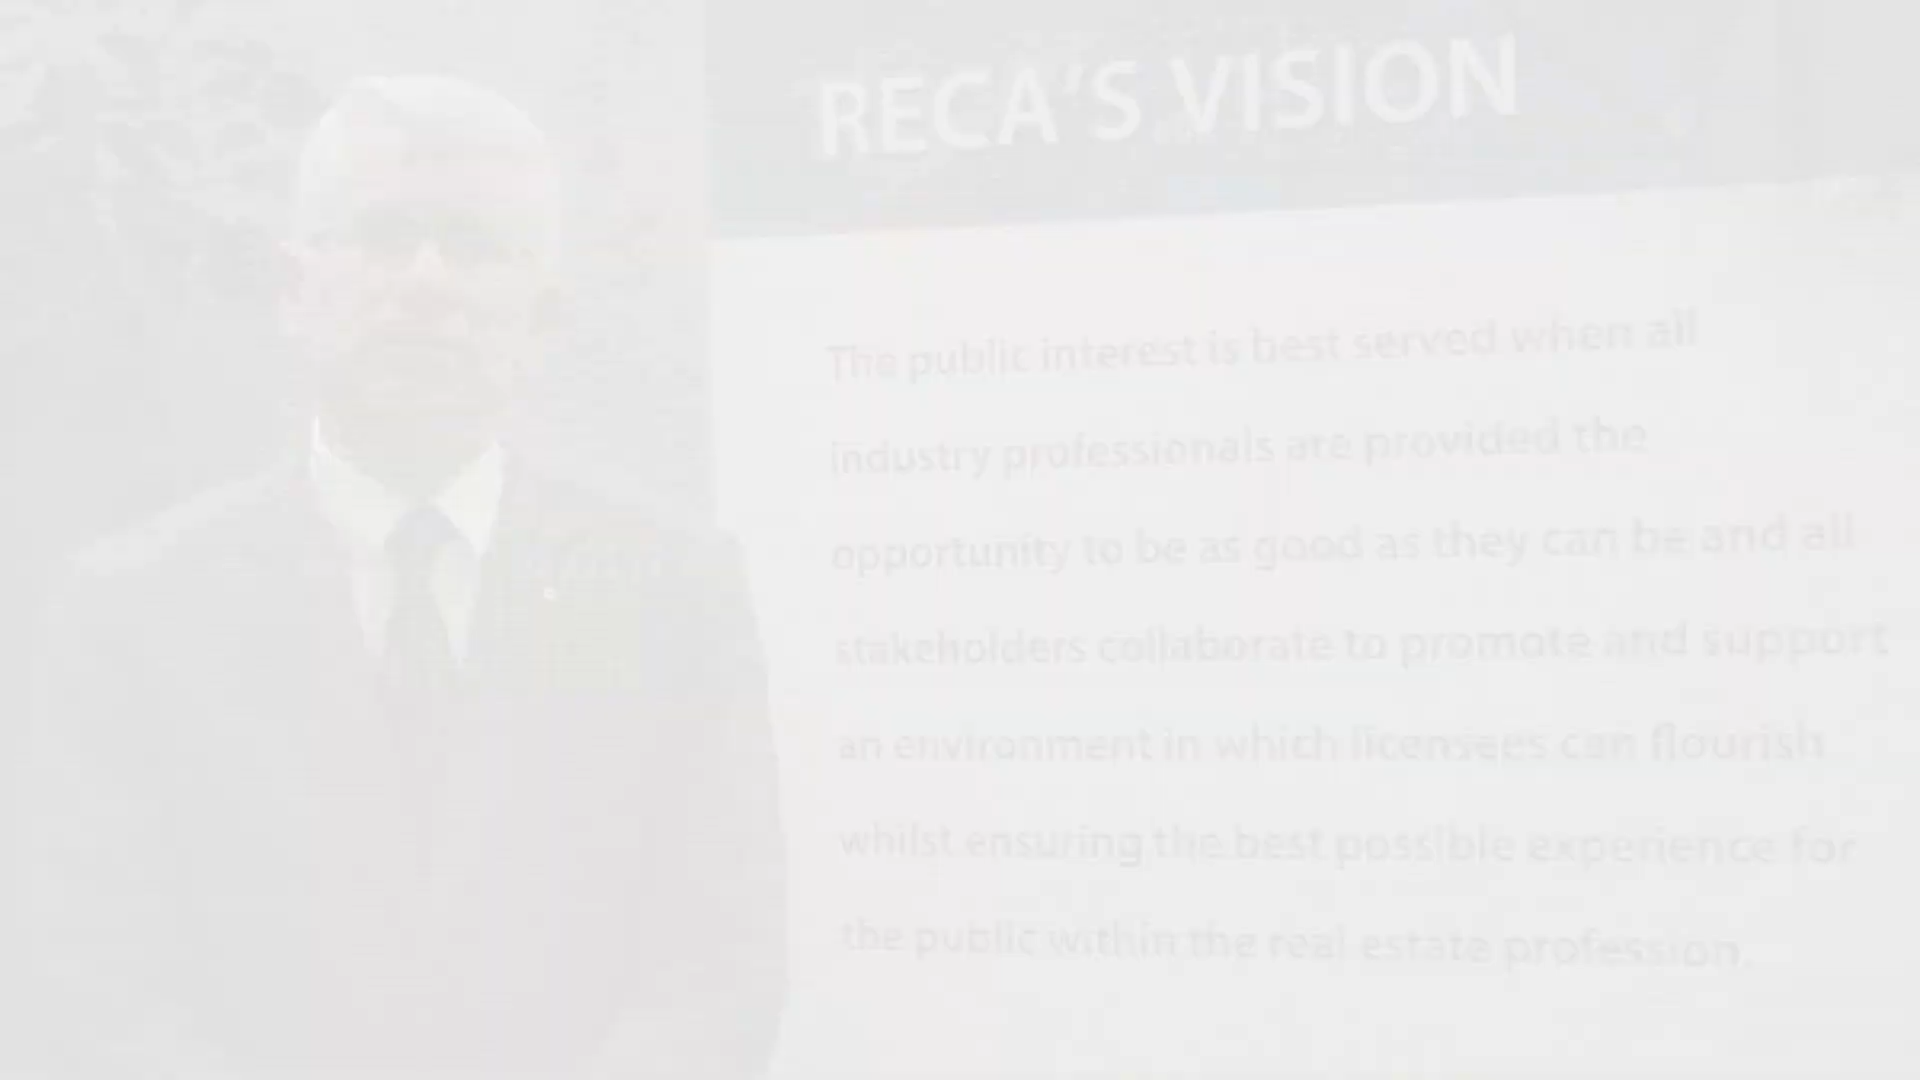 RECA'S VISION
The public interest is best served when all
industry professionals are provided the
opportunity to be as good as they can be and all
stakeholders collaborate to promote and support
an environment in which licensees can flourish
whilst ensuring the best possible experience for
the public within the real estate profession.